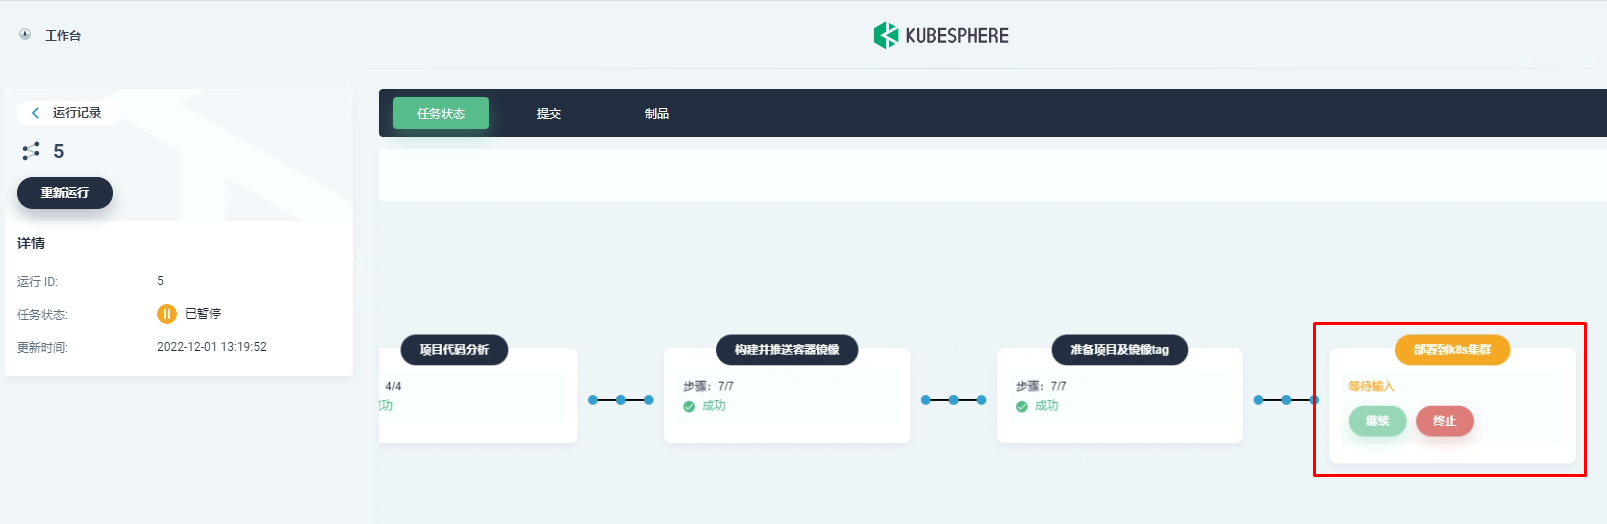 工作台
KUBESPHERE
运行记录
5
重新运行
详情
运行 ID: 5
任务状态: 已暂停
更新时间: 2022-12-01 13:19:52
任务状态 提交 制品
项目代码分析
4/4
成功
构建并推送容器镜像
步骤: 7/7
成功
准备项目及镜像tag
步骤: 7/7
成功
部署到k8s集群
等待输入
继续 终止